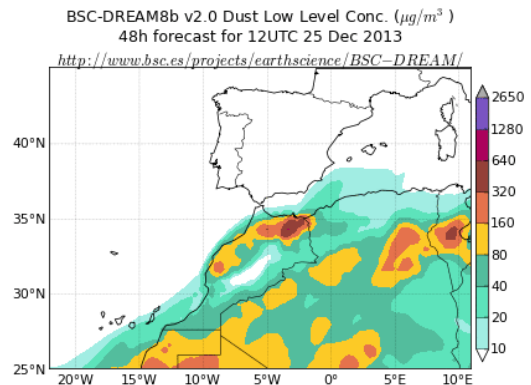 BSC-DREAM8b v2.0 Dust Low Level Conc. (μg/m³ )
48h forecast for 12UTC 25 Dec 2013
http://www.bsc.es/projects/earthscience/BSC−DREAM/
2650
1280
40°N
640
320
35°N
160
80
30°N
40
20
10
25°N
20°W 15°W 10°W 5°W 0°E 5°E 10°E